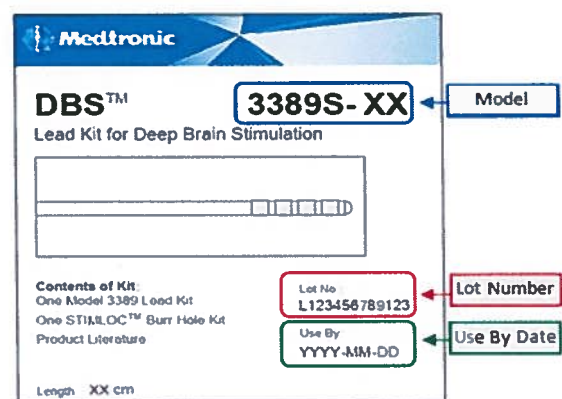 Medtronic
DBS™
3389S-XX
Model
Lead Kit for Deep Brain Stimulation
Contents of Kit:
One Model 3389 Lead Kit
One STIMLOC™ Burr Hole Kit
Product Literature
Lot No
L123456789123
Lot Number
Use By
YYYY-MM-DD
Use By Date
Length XX cm